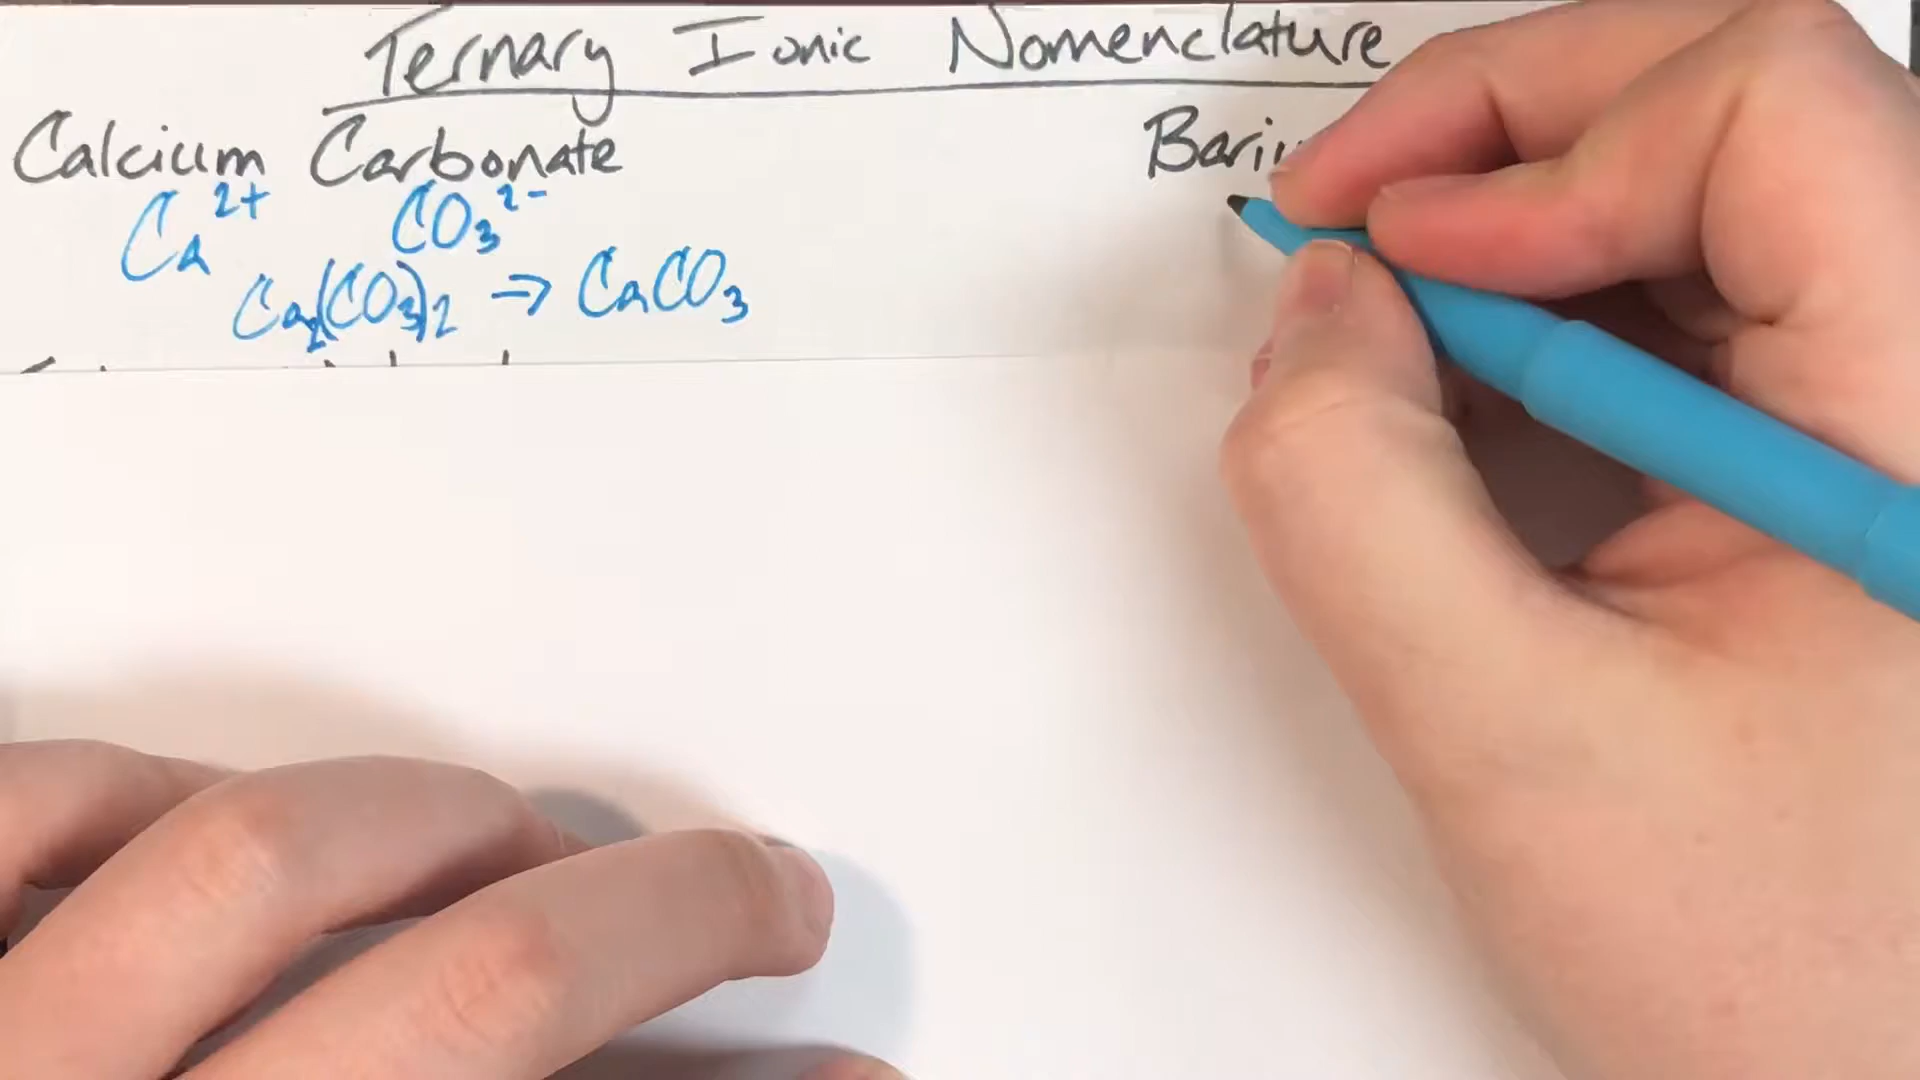 Ternary Ionic Nomenclature
Calcium Carbonate
Ca²⁺ CO₃²⁻
Ca₂(CO₃)₂ → CaCO₃